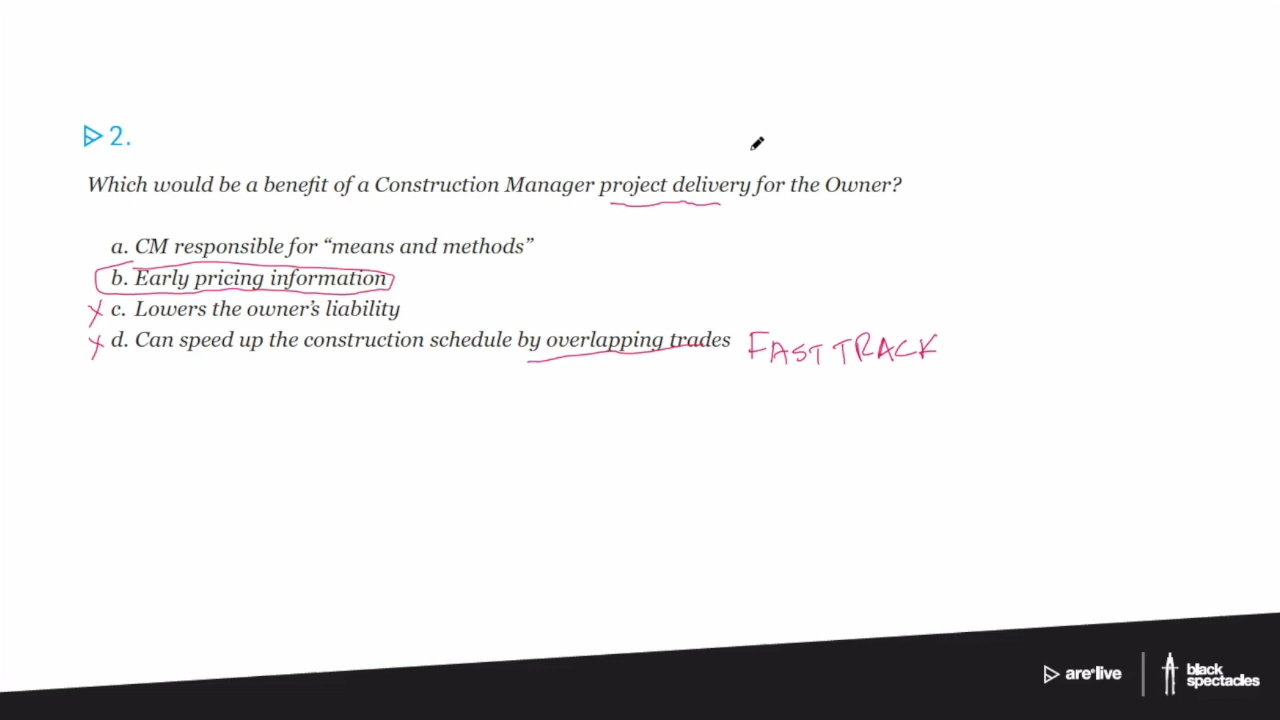 2.
Which would be a benefit of a Construction Manager project delivery for the Owner?
a. CM responsible for “means and methods”
b. Early pricing information
x c. Lowers the owner’s liability
x d. Can speed up the construction schedule by overlapping trades FAST TRACK
are live
black
spectacles